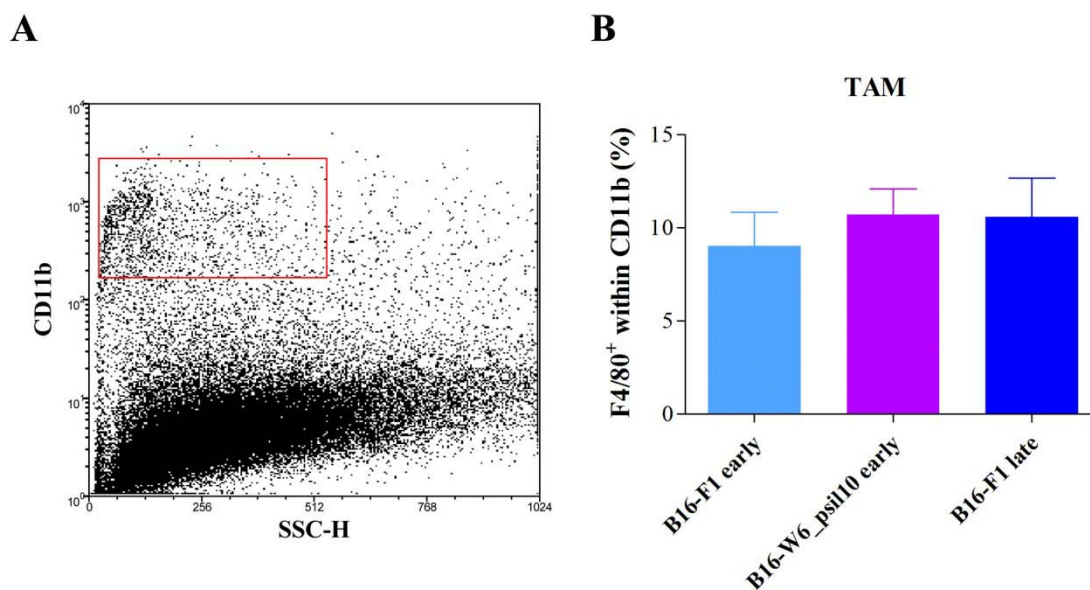 A
B
10⁴
10³
10²
10¹
10⁰
CD11b
0 256 512 768 1024
SSC-H
TAM
15
10
5
0
F4/80⁺ within CD11b (%)
B16-F1 early
B16-W6_psil10 early
B16-F1 late